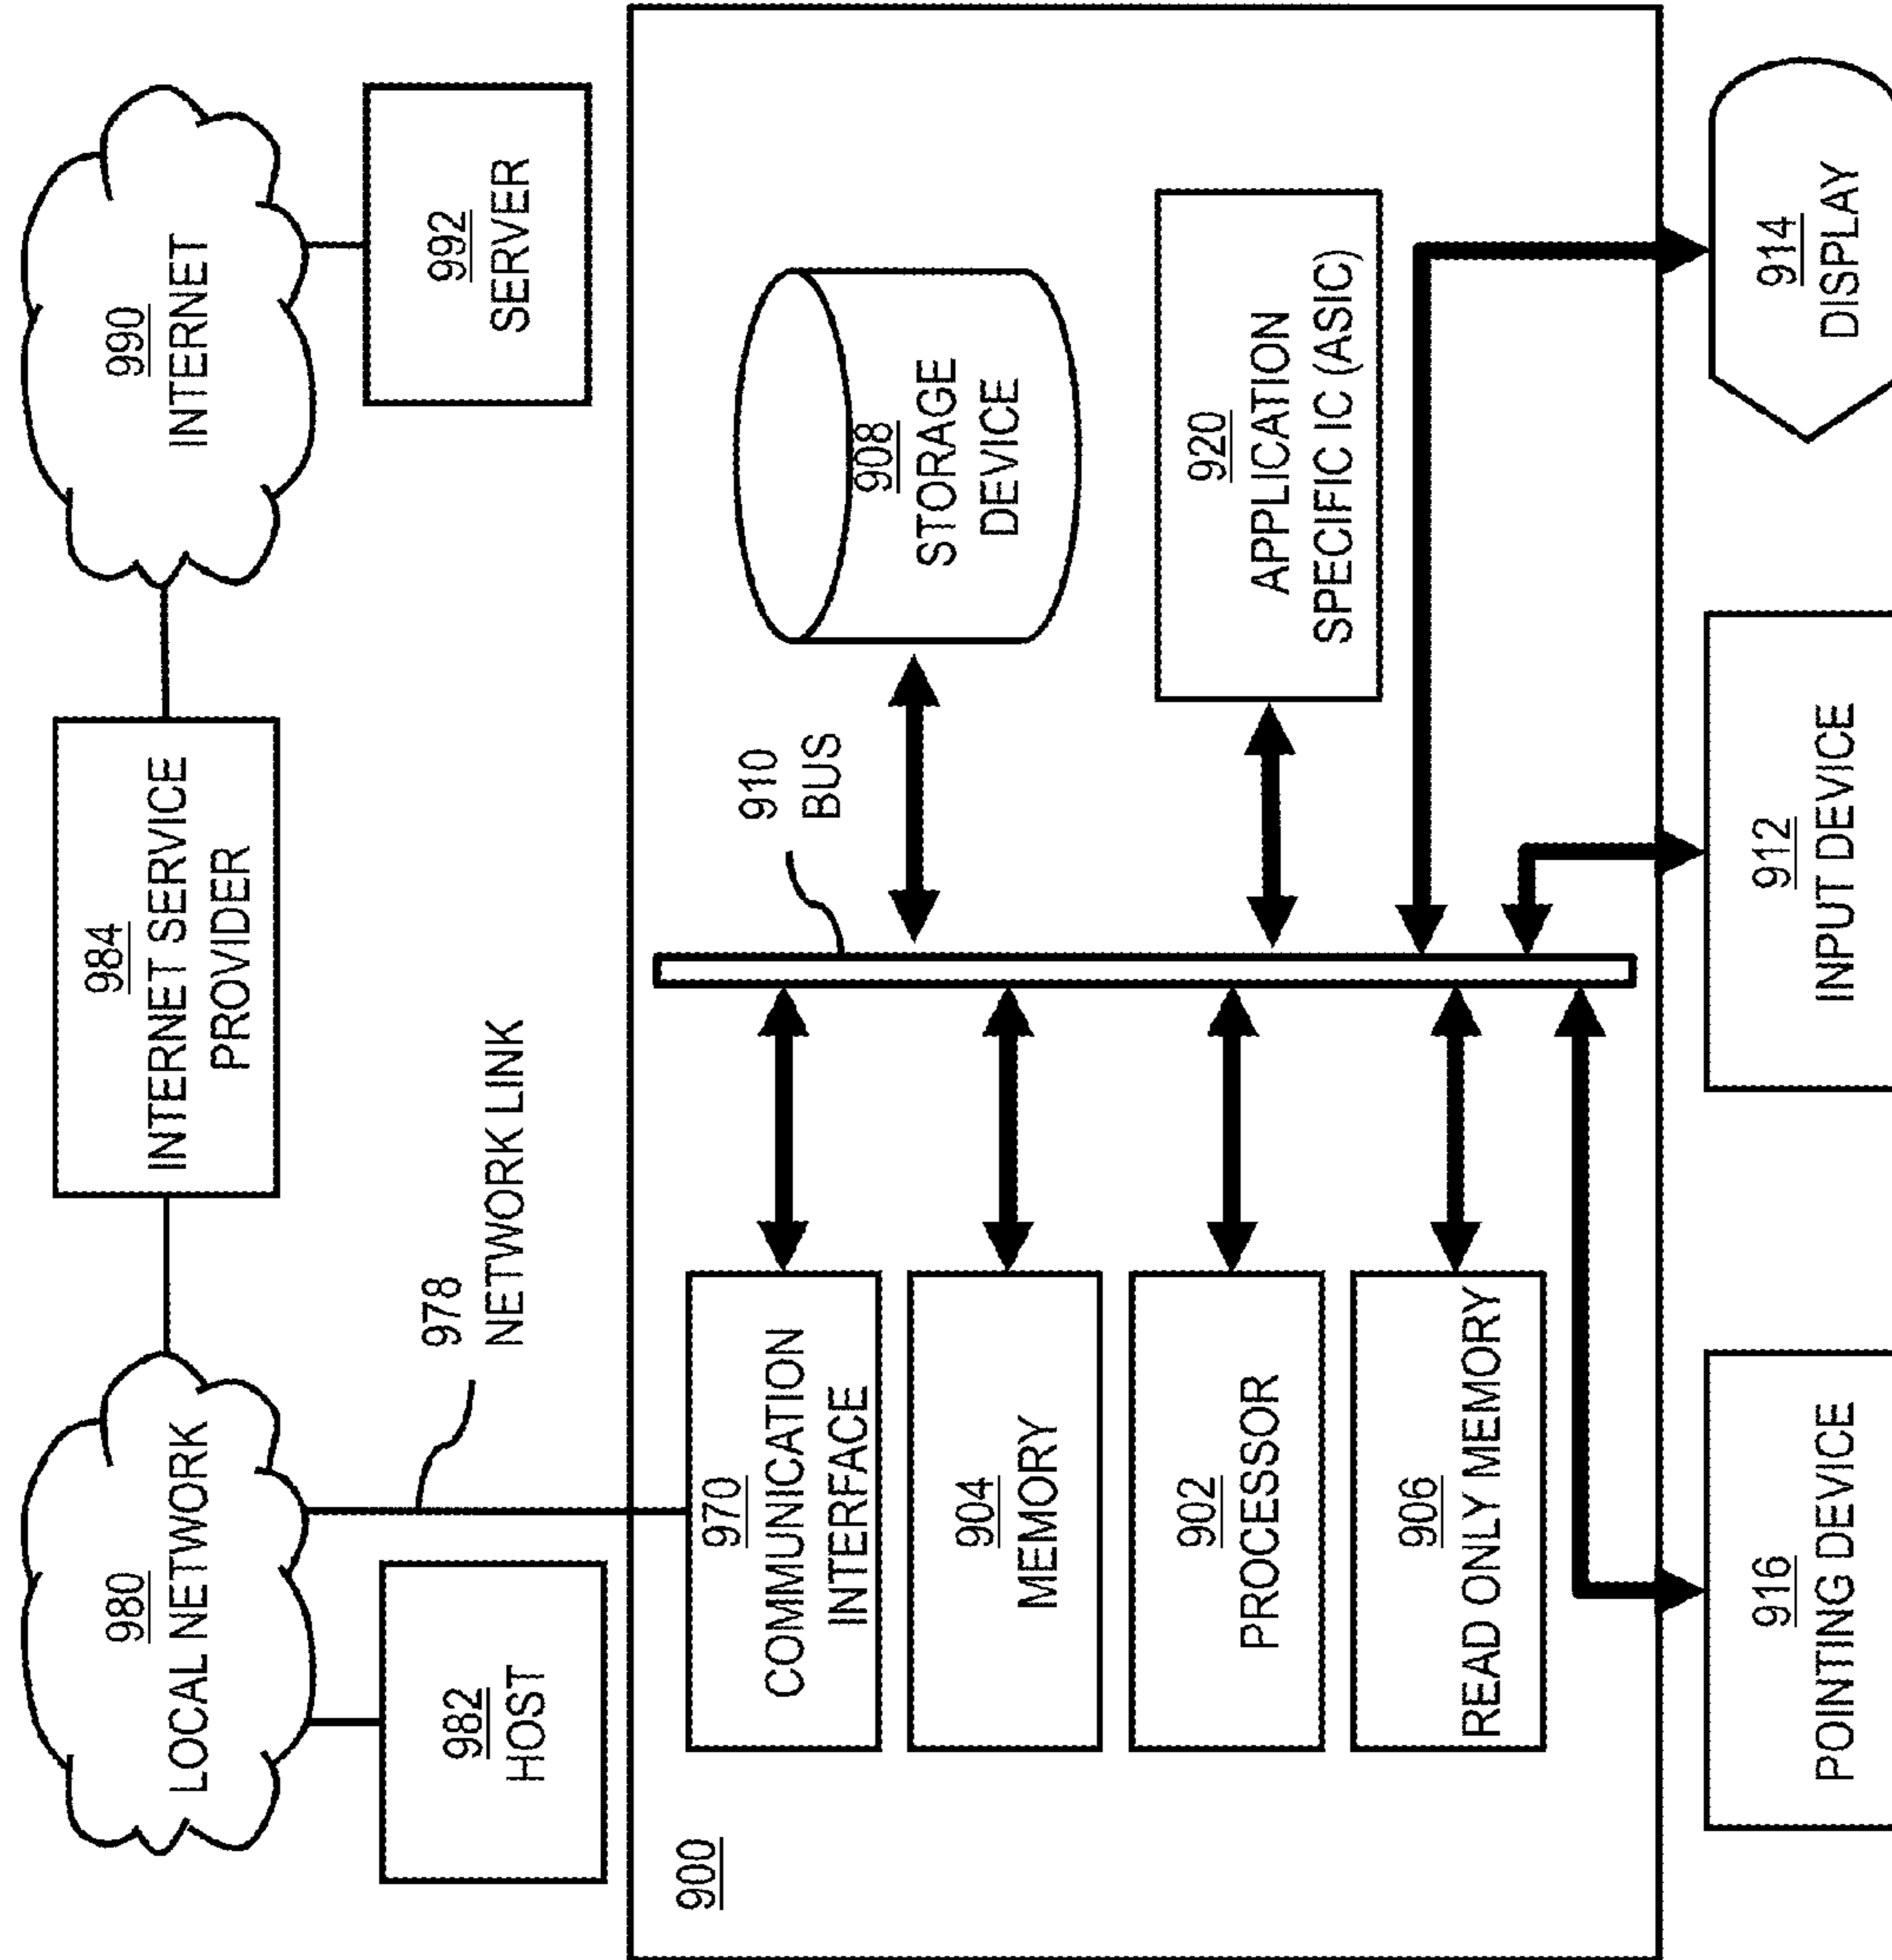 980
LOCAL NETWORK
984
INTERNET SERVICE
PROVIDER
990
INTERNET
982
HOST
978
NETWORK LINK
992
SERVER
900
970
COMMUNICATION
INTERFACE
910
BUS
908
STORAGE
DEVICE
904
MEMORY
902
PROCESSOR
920
APPLICATION
SPECIFIC IC (ASIC)
906
READ ONLY MEMORY
916
POINTING DEVICE
912
INPUT DEVICE
914
DISPLAY